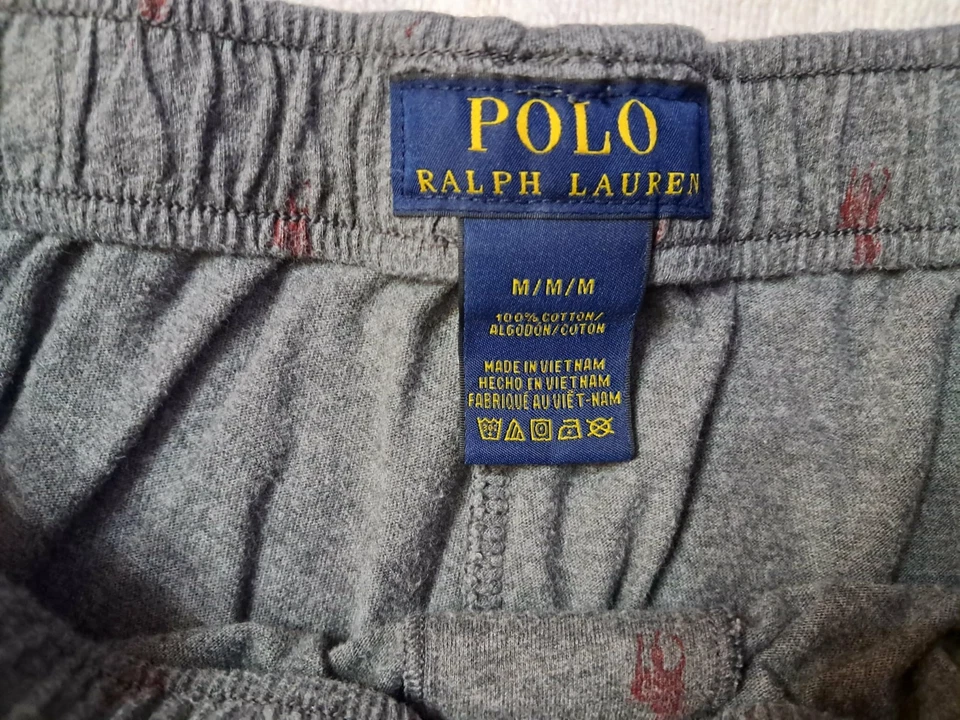 POLO
RALPH LAUREN
M/M/M
100% COTTON/
ALGODÓN/COTON
MADE IN VIETNAM
HECHO EN VIETNAM
FABRIQUÉ AU VIÊT-NAM